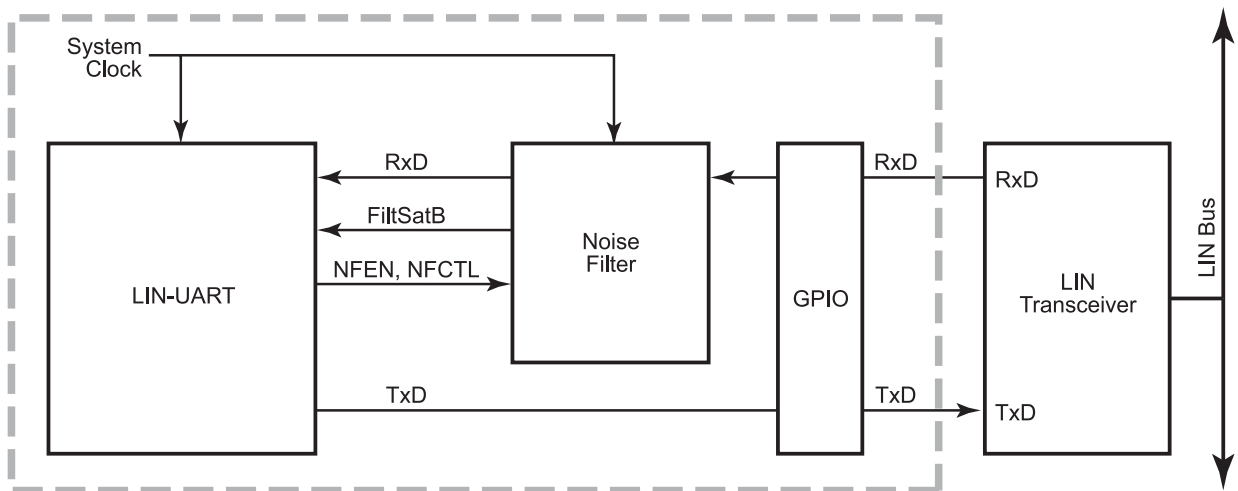 System
Clock
RxD
RxD
RxD
FiltSatB
Noise
Filter
LIN Bus
NFEN, NFCTL
LIN-UART
GPIO
LIN
Transceiver
TxD
TxD
TxD